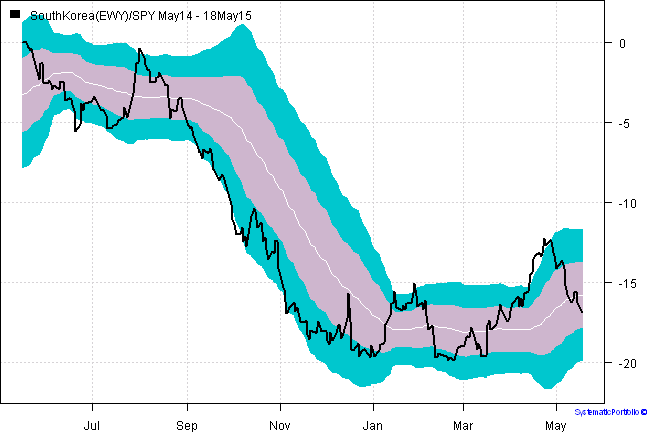 SouthKorea(EWY)/SPY May14 - 18May15
0
-5
-10
-15
-20
Jul Sep Nov Jan Mar May
SystematicPortfolio ©